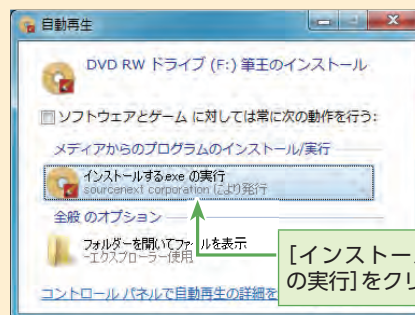 自動再生
DVD RW ドライブ (F:) 筆王のインストール
ソフトウェアとゲーム に対しては常に次の動作を行う:
メディアからのプログラムのインストール/実行
インストールする.exe の実行
sourcenext corporation により発行
全般 のオプション
フォルダーを開いてファイルを表示
-エクスプローラー使用
[インストー
の実行]をクリ
コントロール パネルで自動再生の詳細を